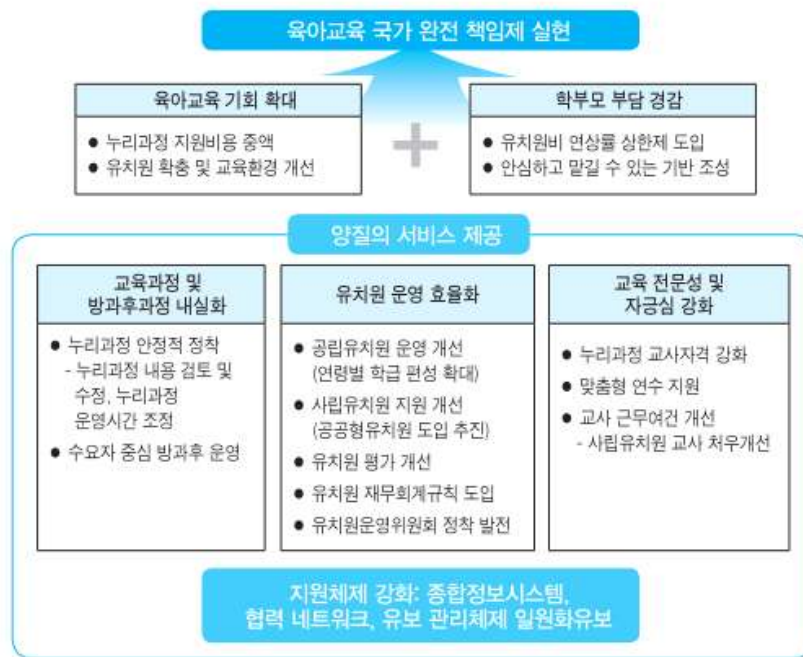 육아교육 국가 완전 책임제 실현
육아교육 기회 확대
● 누리과정 지원비용 중액
● 유치원 확충 및 교육환경 개선
학부모 부담 경감
● 유치원비 연상률 상한제 도입
● 안심하고 맡길 수 있는 기반 조성
양질의 서비스 제공
교육과정 및
방과후과정 내실화
● 누리과정 안정적 정착
- 누리과정 내용 검토 및
수정, 누리과정
운영시간 조정
● 수요자 중심 방과후 운영
유치원 운영 효율화
● 공립유치원 운영 개선
(연령별 학급 편성 확대)
● 사립유치원 지원 개선
(공공형유치원 도입 추진)
● 유치원 평가 개선
● 유치원 재무회계규칙 도입
● 유치원운영위원회 정착 발전
교육 전문성 및
자긍심 강화
● 누리과정 교사자격 강화
● 맞춤형 연수 지원
● 교사 근무여건 개선
- 사립유치원 교사 처우개선
지원체제 강화: 종합정보시스템,
협력 네트워크, 유보 관리체제 일원화유보